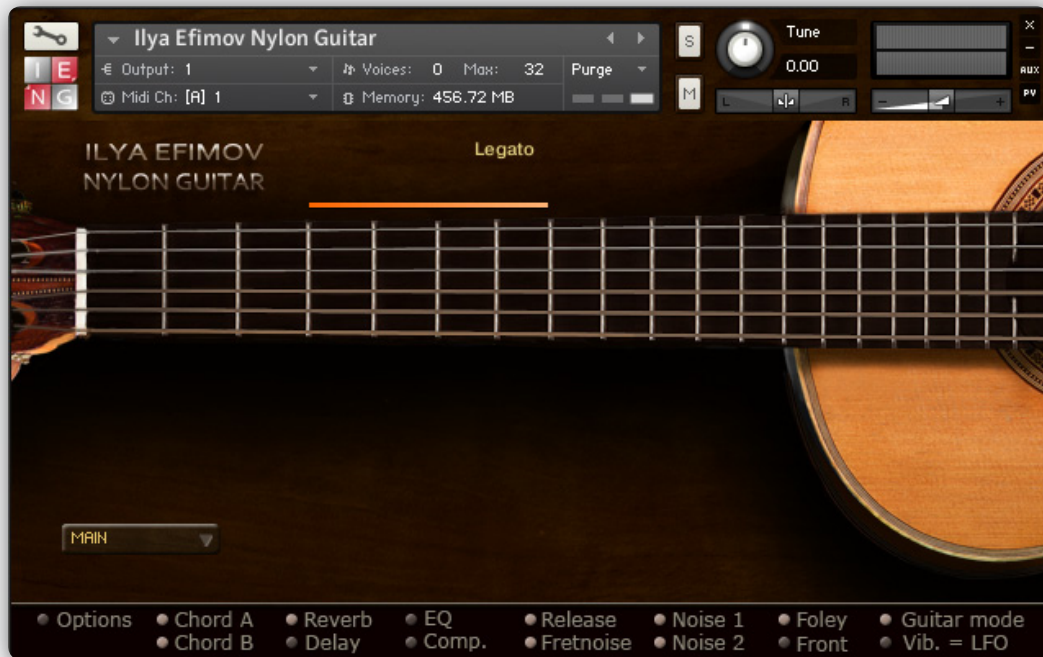 Ilya Efimov Nylon Guitar
S
Tune
×
–
Output: 1
Voices: 0 Max: 32
Purge
0.00
AUX
I E
N G
Midi Ch: [A] 1
Memory: 456.72 MB
M
L R
– +
PV
ILYA EFIMOV
NYLON GUITAR
Legato
MAIN
Options Chord A Reverb EQ Release Noise 1 Foley Guitar mode
Chord B Delay Comp. Fretnoise Noise 2 Front Vib. = LFO